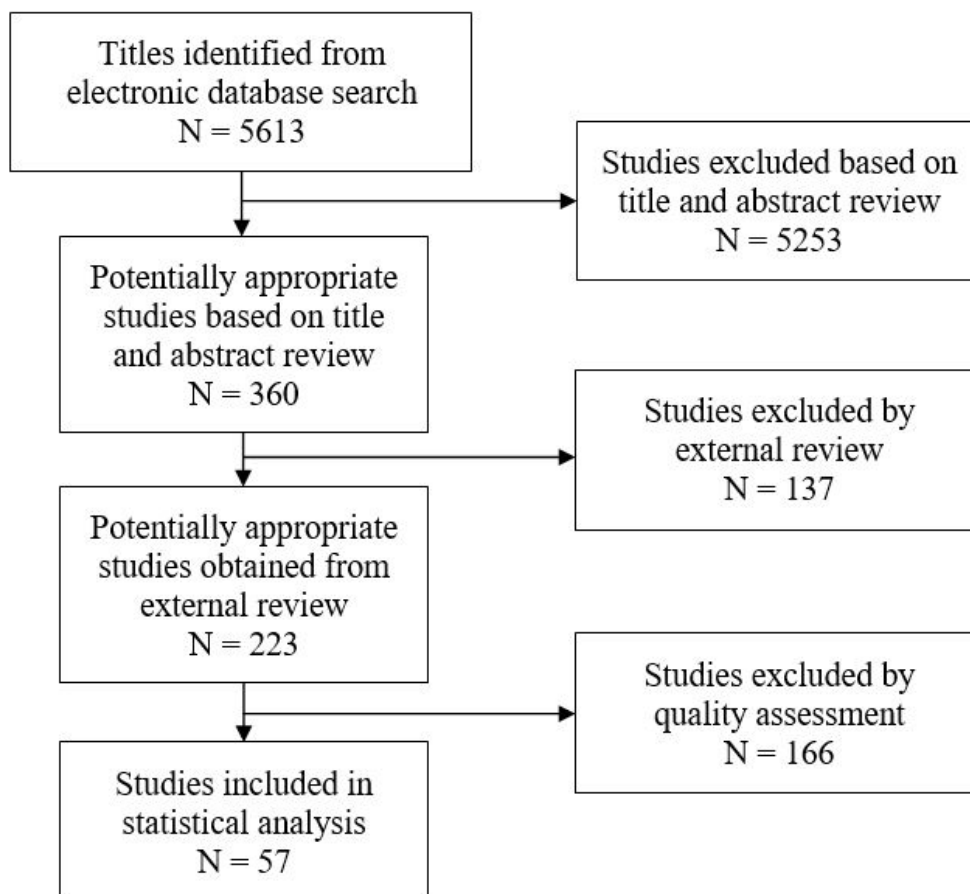 Titles identified from
electronic database search
N = 5613
Studies excluded based on
title and abstract review
N = 5253
Potentially appropriate
studies based on title
and abstract review
N = 360
Studies excluded by
external review
N = 137
Potentially appropriate
studies obtained from
external review
N = 223
Studies excluded by
quality assessment
N = 166
Studies included in
statistical analysis
N = 57